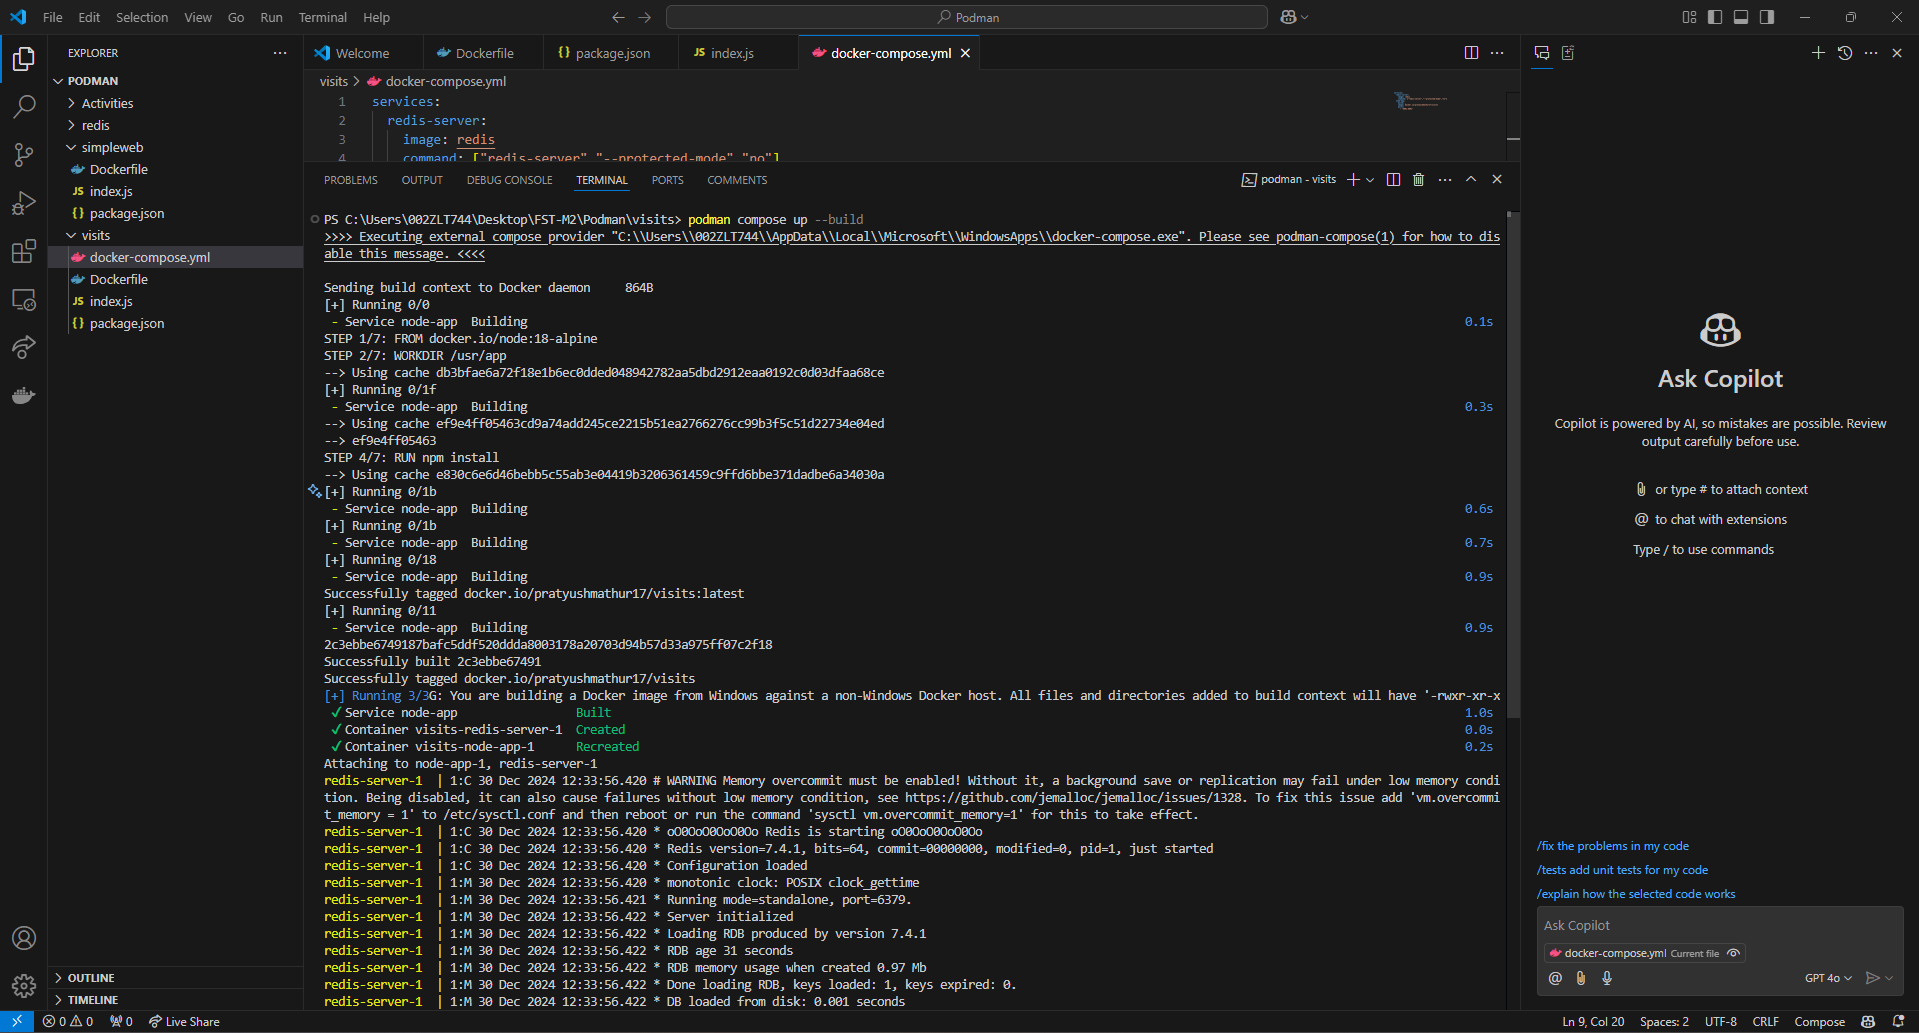 File Edit Selection View Go Run Terminal Help
Podman
EXPLORER
PODMAN
Activities
redis
simpleweb
Dockerfile
JS index.js
{} package.json
visits
docker-compose.yml
Dockerfile
JS index.js
{} package.json
OUTLINE
TIMELINE
Welcome
Dockerfile
{} package.json
JS index.js
docker-compose.yml
visits > docker-compose.yml
1 services:
2 redis-server:
3 image: redis
4 command: ["redis-server" "--protected-mode" "no"]
PROBLEMS OUTPUT DEBUG CONSOLE TERMINAL PORTS COMMENTS
podman - visits
PS C:\Users\002ZLT744\Desktop\FST-M2\Podman\visits> podman compose up --build
>>>> Executing external compose provider "C:\\Users\\002ZLT744\\AppData\\Local\\Microsoft\\WindowsApps\\docker-compose.exe". Please see podman-compose(1) for how to dis
able this message. <<<<
Sending build context to Docker daemon 864B
[+] Running 0/0
- Service node-app Building 0.1s
STEP 1/7: FROM docker.io/node:18-alpine
STEP 2/7: WORKDIR /usr/app
--> Using cache db3bfae6a72f18e1b6ec0dded048942782aa5dbd2912eaa0192c0d03dfaa68ce
[+] Running 0/1f
- Service node-app Building 0.3s
--> Using cache ef9e4ff05463cd9a74add245ce2215b51ea2766276cc99b3f5c51d22734e04ed
--> ef9e4ff05463
STEP 4/7: RUN npm install
--> Using cache e830c6e6d46bebb5c55ab3e04419b3206361459c9ffd6bbe371dadbe6a34030a
[+] Running 0/1b
- Service node-app Building 0.6s
[+] Running 0/1b
- Service node-app Building 0.7s
[+] Running 0/18
- Service node-app Building 0.9s
Successfully tagged docker.io/pratyushmathur17/visits:latest
[+] Running 0/11
- Service node-app Building 0.9s
2c3ebbe6749187bafc5ddf520ddda8003178a20703d94b57d33a975ff07c2f18
Successfully built 2c3ebbe67491
Successfully tagged docker.io/pratyushmathur17/visits
[+] Running 3/3G: You are building a Docker image from Windows against a non-Windows Docker host. All files and directories added to build context will have '-rwxr-xr-x
✓ Service node-app Built 1.0s
✓ Container visits-redis-server-1 Created 0.0s
✓ Container visits-node-app-1 Recreated 0.2s
Attaching to node-app-1, redis-server-1
redis-server-1 | 1:C 30 Dec 2024 12:33:56.420 # WARNING Memory overcommit must be enabled! Without it, a background save or replication may fail under low memory condi
tion. Being disabled, it can also cause failures without low memory condition, see https://github.com/jemalloc/jemalloc/issues/1328. To fix this issue add 'vm.overcommi
t_memory = 1' to /etc/sysctl.conf and then reboot or run the command 'sysctl vm.overcommit_memory=1' for this to take effect.
redis-server-1 | 1:C 30 Dec 2024 12:33:56.420 * oO0OoO0OoO0Oo Redis is starting oO0OoO0OoO0Oo
redis-server-1 | 1:C 30 Dec 2024 12:33:56.420 * Redis version=7.4.1, bits=64, commit=00000000, modified=0, pid=1, just started
redis-server-1 | 1:C 30 Dec 2024 12:33:56.420 * Configuration loaded
redis-server-1 | 1:M 30 Dec 2024 12:33:56.420 * monotonic clock: POSIX clock_gettime
redis-server-1 | 1:M 30 Dec 2024 12:33:56.421 * Running mode=standalone, port=6379.
redis-server-1 | 1:M 30 Dec 2024 12:33:56.422 * Server initialized
redis-server-1 | 1:M 30 Dec 2024 12:33:56.422 * Loading RDB produced by version 7.4.1
redis-server-1 | 1:M 30 Dec 2024 12:33:56.422 * RDB age 31 seconds
redis-server-1 | 1:M 30 Dec 2024 12:33:56.422 * RDB memory usage when created 0.97 Mb
redis-server-1 | 1:M 30 Dec 2024 12:33:56.422 * Done loading RDB, keys loaded: 1, keys expired: 0.
redis-server-1 | 1:M 30 Dec 2024 12:33:56.422 * DB loaded from disk: 0.001 seconds
Ask Copilot
Copilot is powered by AI, so mistakes are possible. Review
output carefully before use.
or type # to attach context
@ to chat with extensions
Type / to use commands
/fix the problems in my code
/tests add unit tests for my code
/explain how the selected code works
Ask Copilot
docker-compose.yml Current file
@ GPT 4o
0 0 0 Live Share
Ln 9, Col 20 Spaces: 2 UTF-8 CRLF Compose